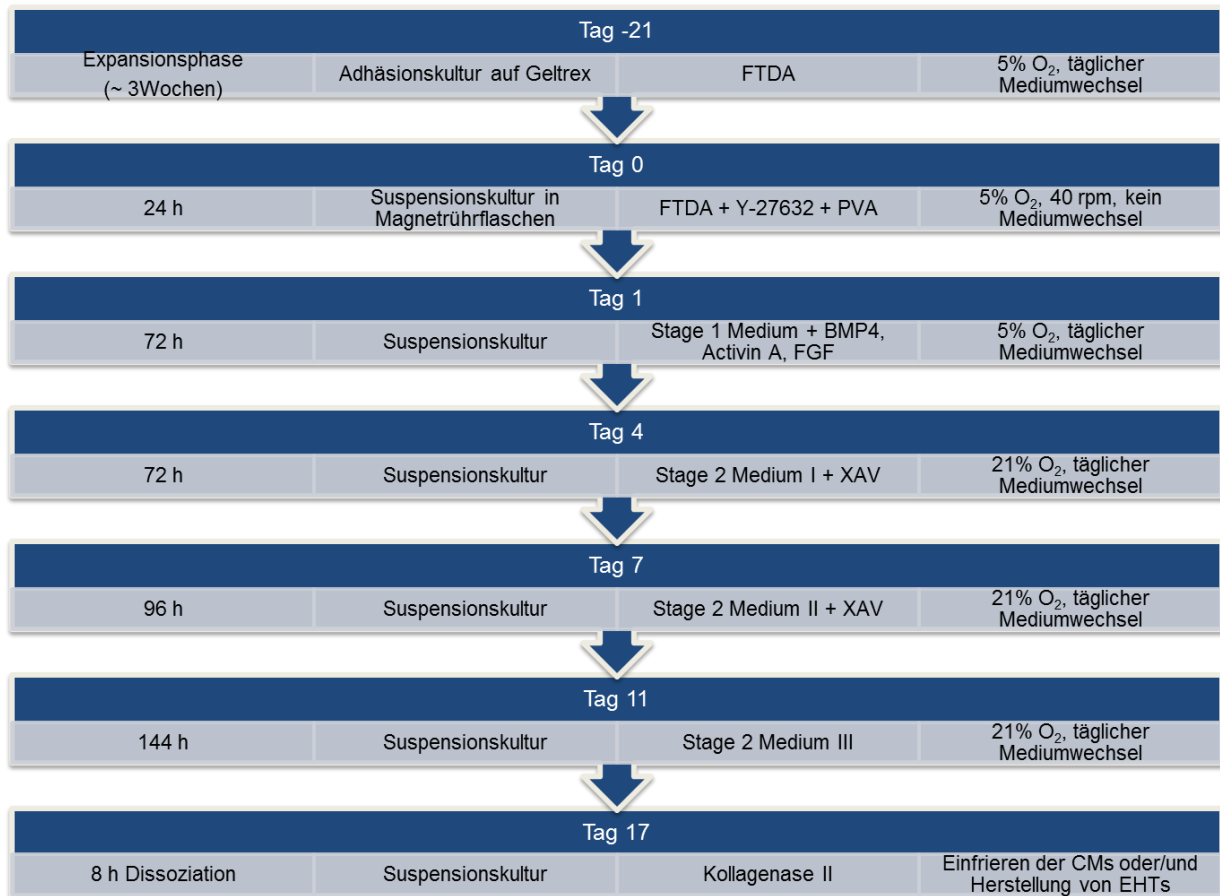 Tag -21
Expansionsphase
(~ 3Wochen)
Adhäsionskultur auf Geltrex
FTDA
5% O₂, täglicher
Mediumwechsel
Tag 0
24 h
Suspensionskultur in
Magnetrührflaschen
FTDA + Y-27632 + PVA
5% O₂, 40 rpm, kein
Mediumwechsel
Tag 1
72 h
Suspensionskultur
Stage 1 Medium + BMP4,
Activin A, FGF
5% O₂, täglicher
Mediumwechsel
Tag 4
72 h
Suspensionskultur
Stage 2 Medium I + XAV
21% O₂, täglicher
Mediumwechsel
Tag 7
96 h
Suspensionskultur
Stage 2 Medium II + XAV
21% O₂, täglicher
Mediumwechsel
Tag 11
144 h
Suspensionskultur
Stage 2 Medium III
21% O₂, täglicher
Mediumwechsel
Tag 17
8 h Dissoziation
Suspensionskultur
Kollagenase II
Einfrieren der CMs oder/und
Herstellung von EHTs